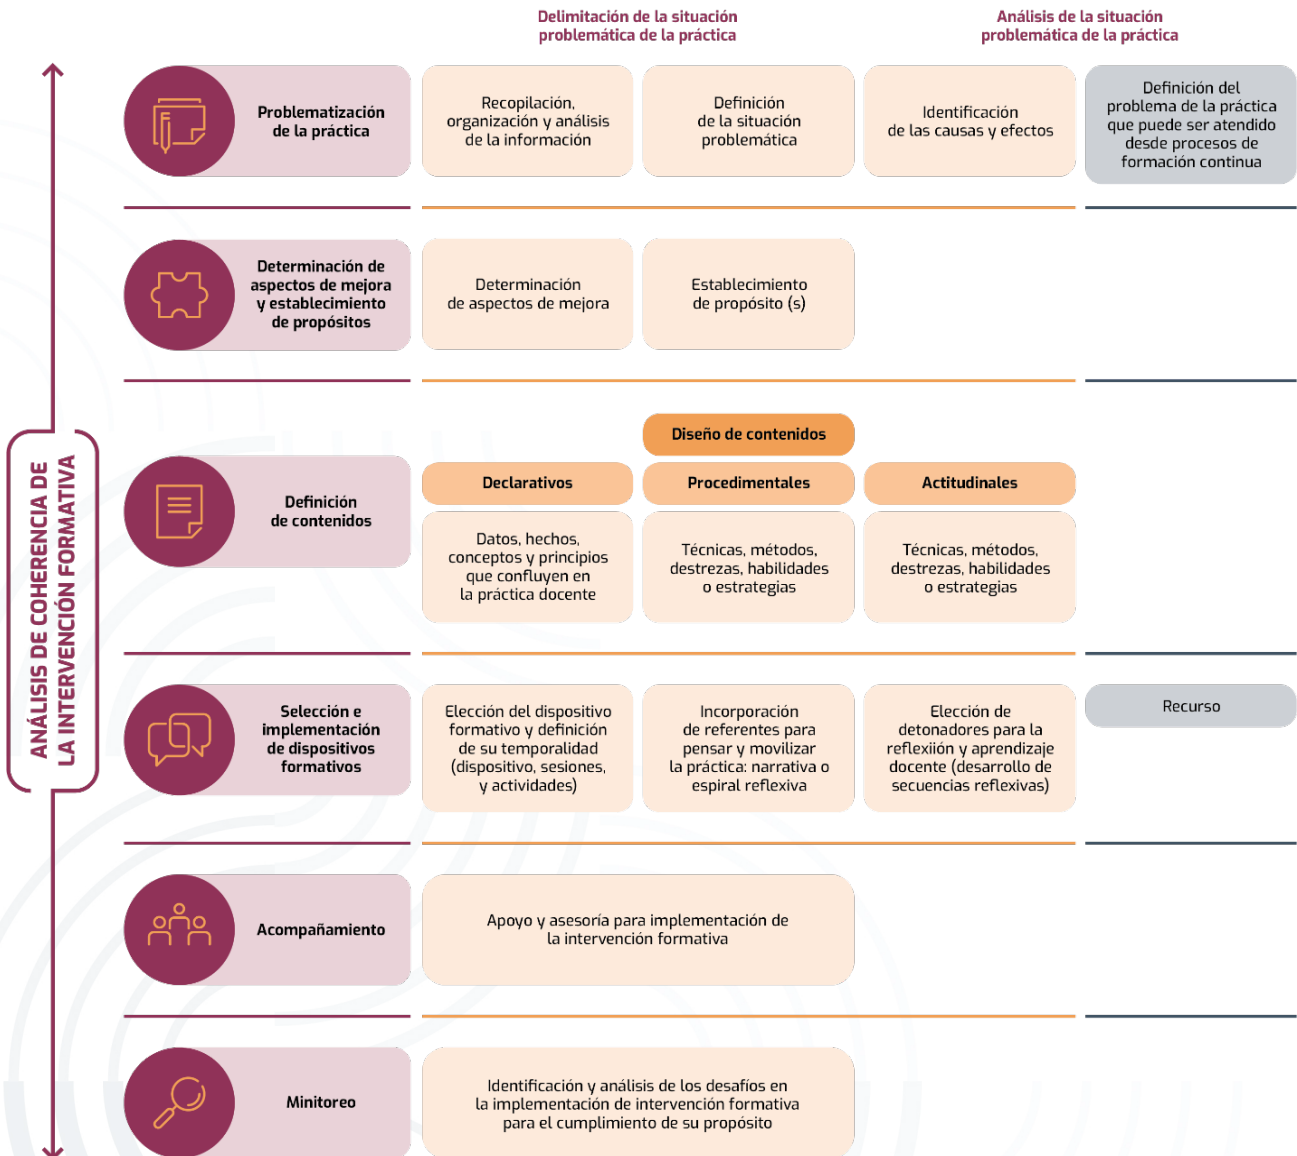 Delimitación de la situación
problemática de la práctica
Análisis de la situación
problemática de la práctica
ANÁLISIS DE COHERENCIA DE
LA INTERVENCIÓN FORMATIVA
Problematización
de la práctica
Recopilación,
organización y análisis
de la información
Definición
de la situación
problemática
Identificación
de las causas y efectos
Definición del
problema de la práctica
que puede ser atendido
desde procesos de
formación continua
Determinación de
aspectos de mejora
y establecimiento
de propósitos
Determinación
de aspectos de mejora
Establecimiento
de propósito (s)
Definición
de contenidos
Diseño de contenidos
Declarativos
Procedimentales
Actitudinales
Datos, hechos,
conceptos y principios
que confluyen en
la práctica docente
Técnicas, métodos,
destrezas, habilidades
o estrategias
Técnicas, métodos,
destrezas, habilidades
o estrategias
Selección e
implementación
de dispositivos
formativos
Elección del dispositivo
formativo y definición
de su temporalidad
(dispositivo, sesiones,
y actividades)
Incorporación
de referentes para
pensar y movilizar
la práctica: narrativa o
espiral reflexiva
Elección de
detonadores para la
reflexiión y aprendizaje
docente (desarrollo de
secuencias reflexivas)
Recurso
Acompañamiento
Apoyo y asesoría para implementación de
la intervención formativa
Minitoreo
Identificación y análisis de los desafíos en
la implementación de intervención formativa
para el cumplimiento de su propósito